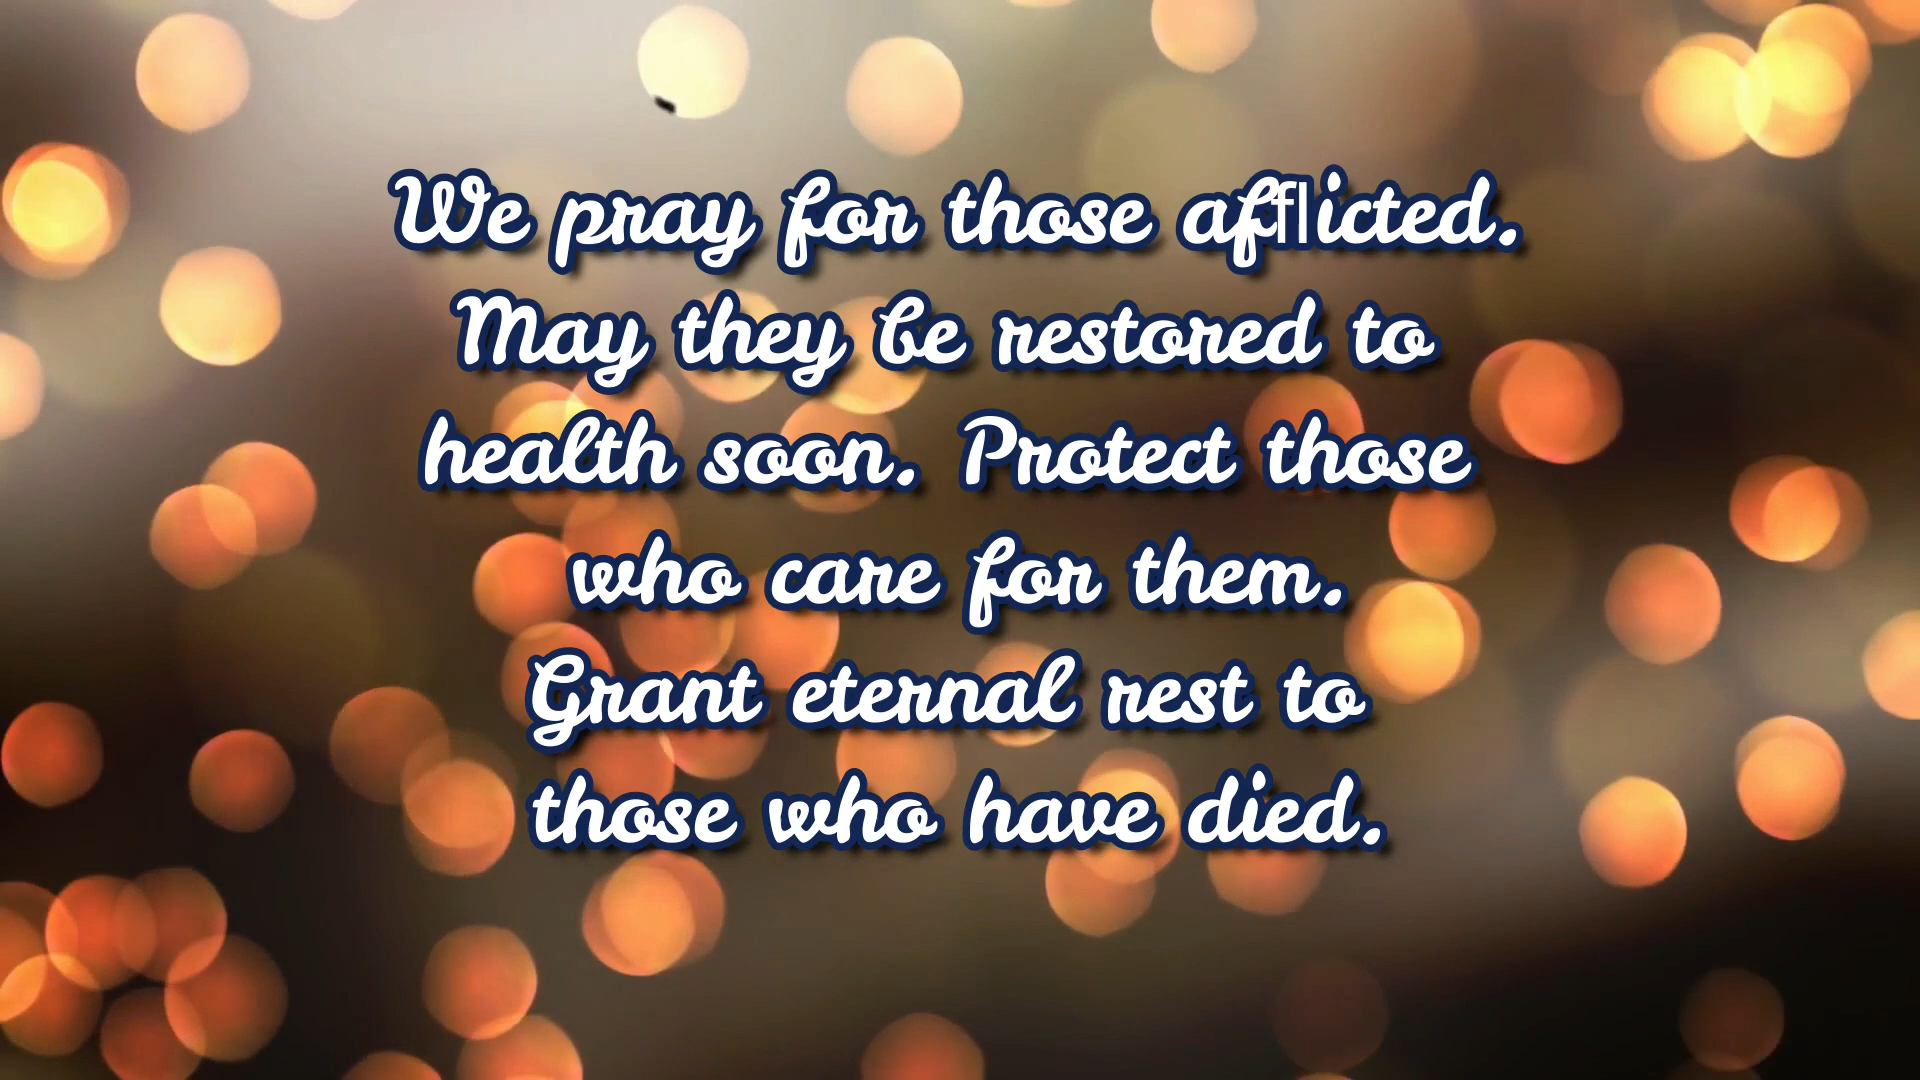 We pray for those afflicted.
May they be restored to
health soon. Protect those
who care for them.
Grant eternal rest to
those who have died.